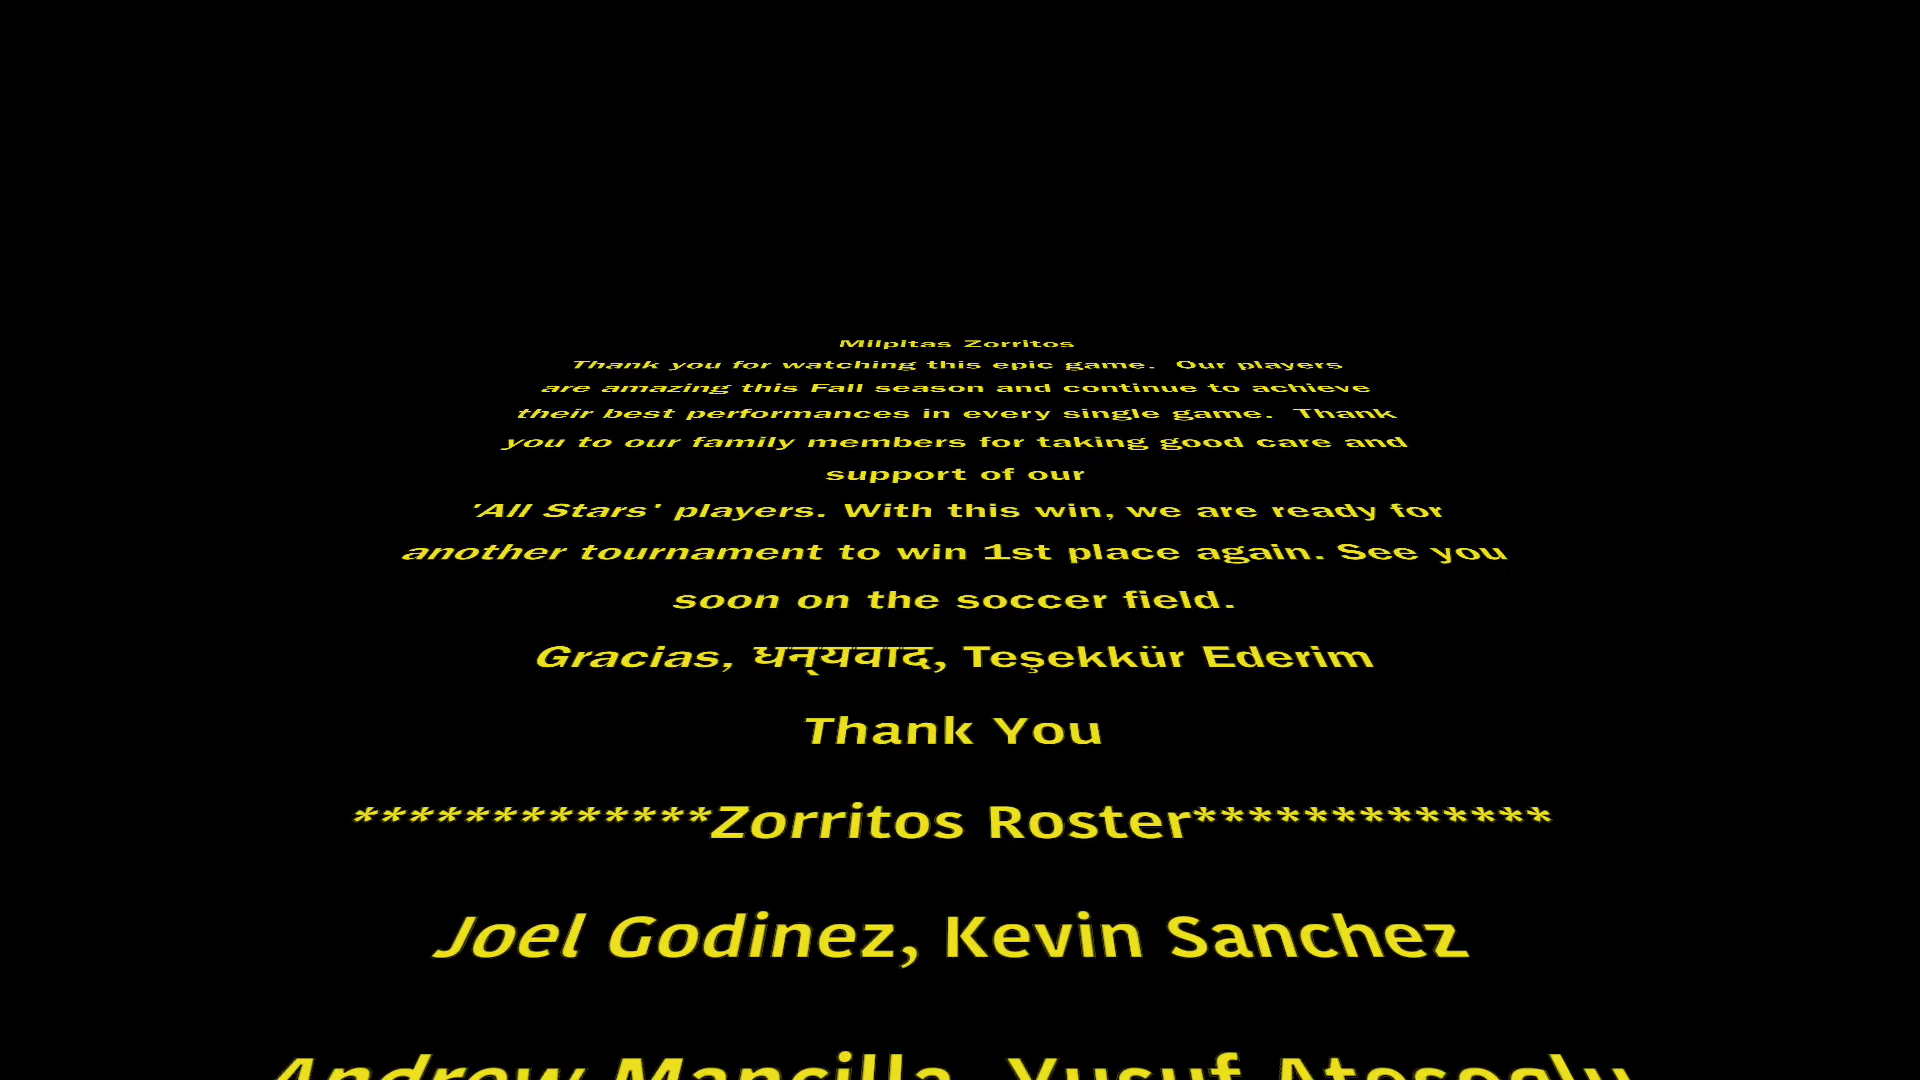 Milpitas Zorritos
Thank you for watching this epic game. Our players
are amazing this Fall season and continue to achieve
their best performances in every single game. Thank
you to our family members for taking good care and
support of our
'All Stars' players. With this win, we are ready for
another tournament to win 1st place again. See you
soon on the soccer field.
Gracias, धन्‌यवाद, Teşekkür Ederim
Thank You
*************Zorritos Roster*************
Joel Godinez, Kevin Sanchez
Andrew Mancilla, Yusuf